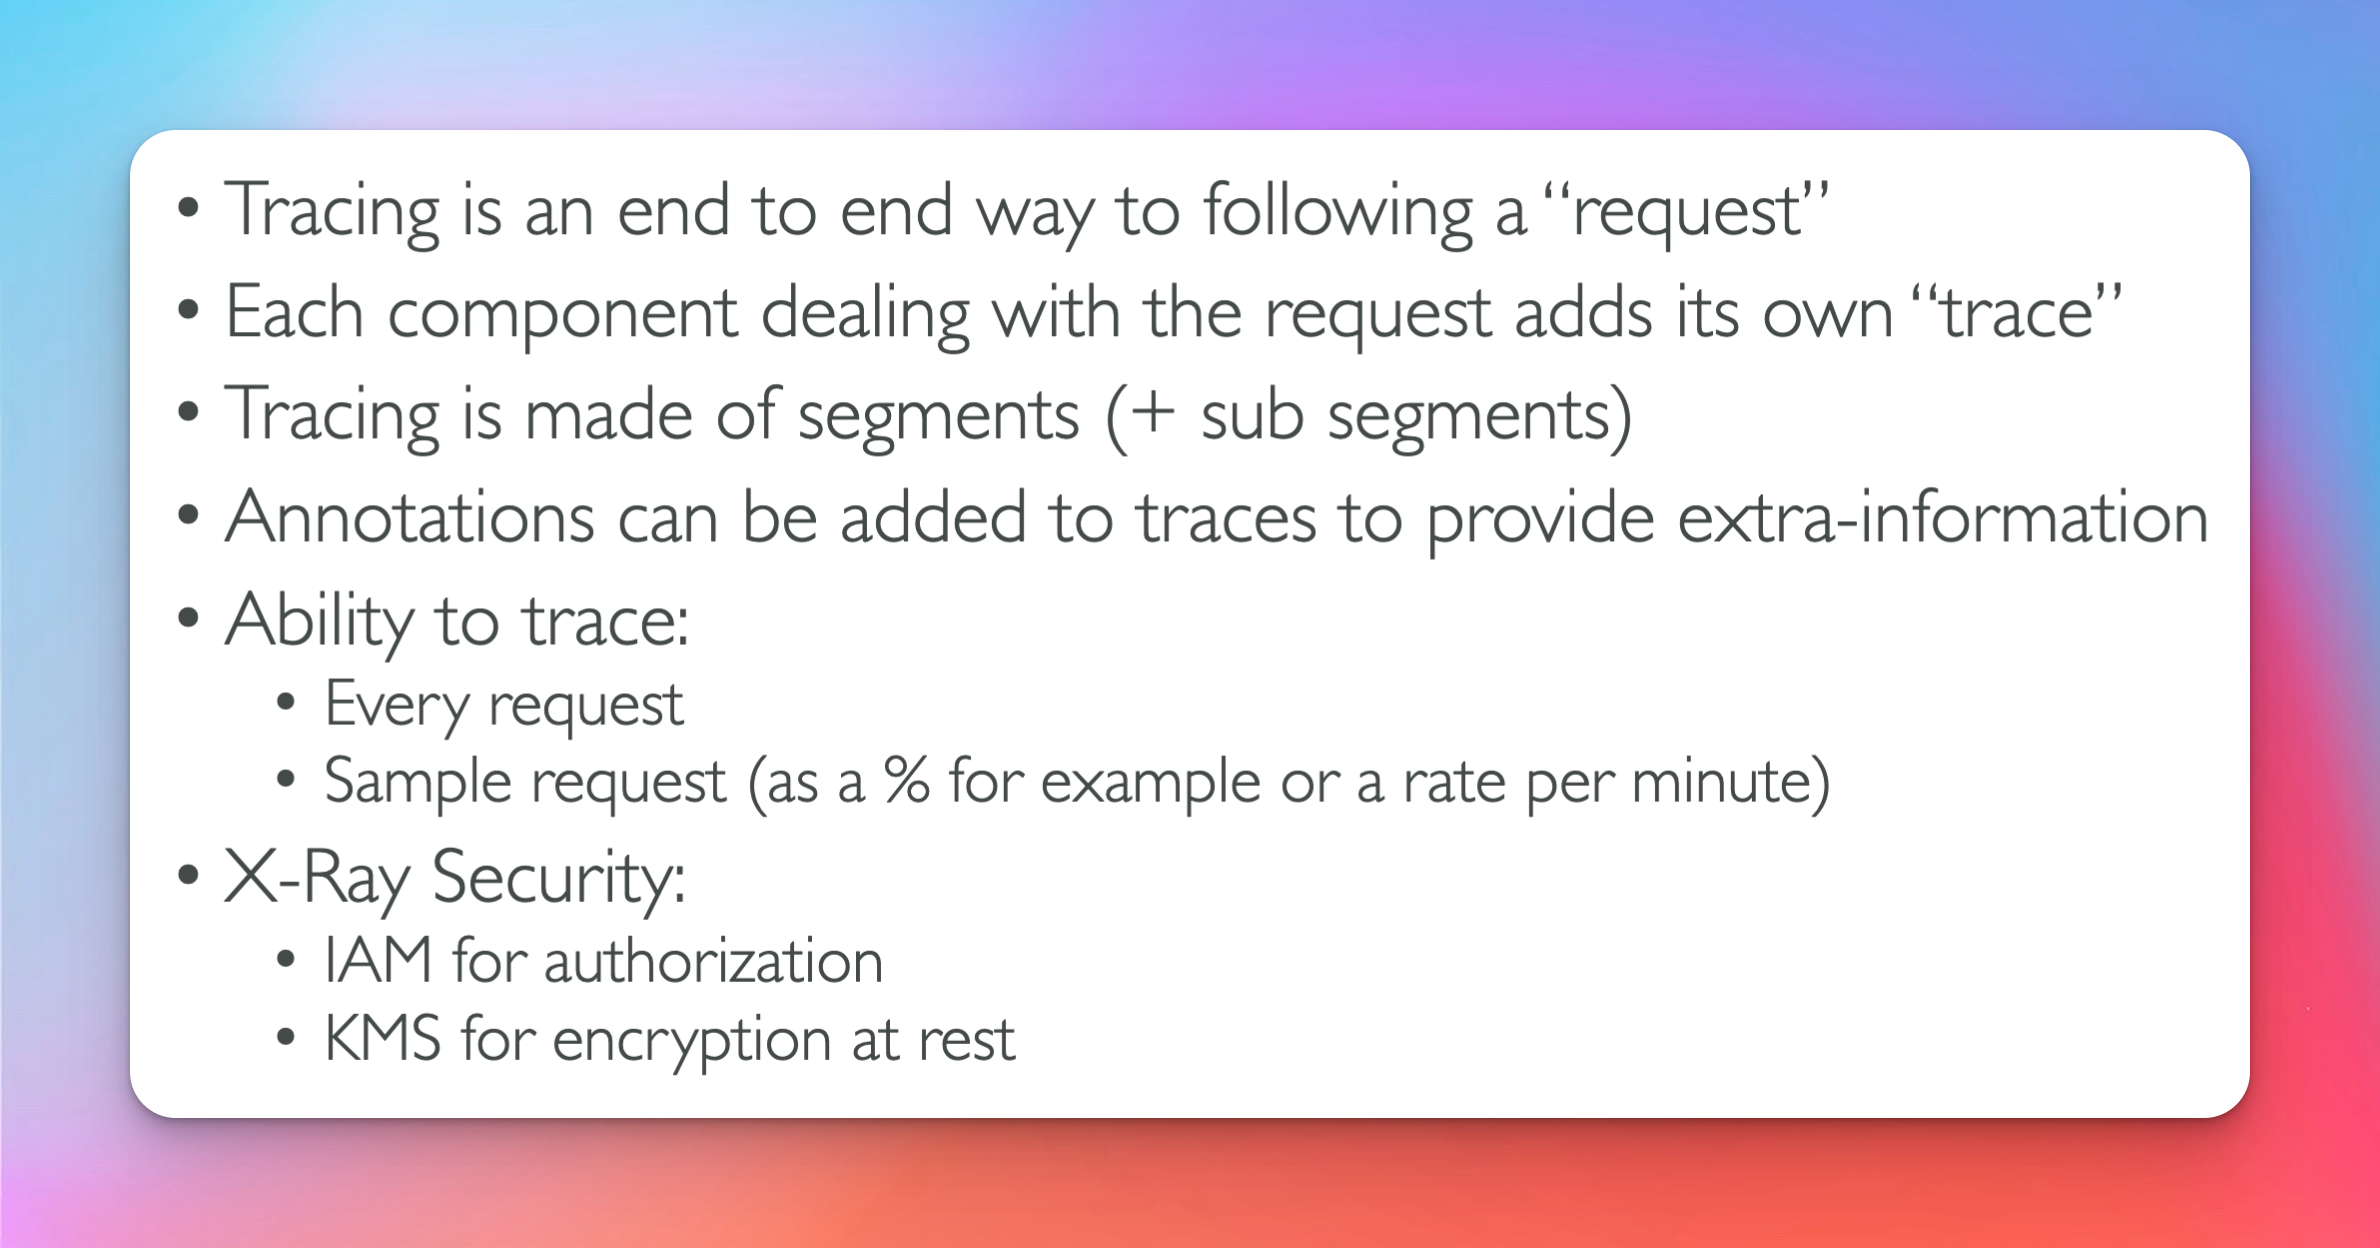 • Tracing is an end to end way to following a “request”
• Each component dealing with the request adds its own “trace”
• Tracing is made of segments (+ sub segments)
• Annotations can be added to traces to provide extra-information
• Ability to trace:
• Every request
• Sample request (as a % for example or a rate per minute)
• X-Ray Security:
• IAM for authorization
• KMS for encryption at rest